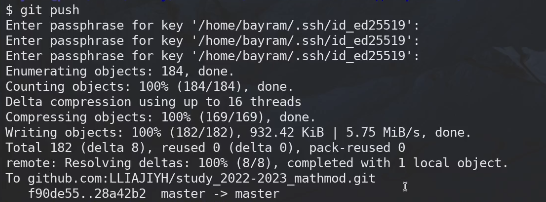 $ git push
Enter passphrase for key '/home/bayram/.ssh/id_ed25519':
Enter passphrase for key '/home/bayram/.ssh/id_ed25519':
Enter passphrase for key '/home/bayram/.ssh/id_ed25519':
Enumerating objects: 184, done.
Counting objects: 100% (184/184), done.
Delta compression using up to 16 threads
Compressing objects: 100% (169/169), done.
Writing objects: 100% (182/182), 932.42 KiB | 5.75 MiB/s, done.
Total 182 (delta 8), reused 0 (delta 0), pack-reused 0
remote: Resolving deltas: 100% (8/8), completed with 1 local object.
To github.com:LLIAJIYH/study_2022-2023_mathmod.git
   f90de55..28a42b2  master -> master